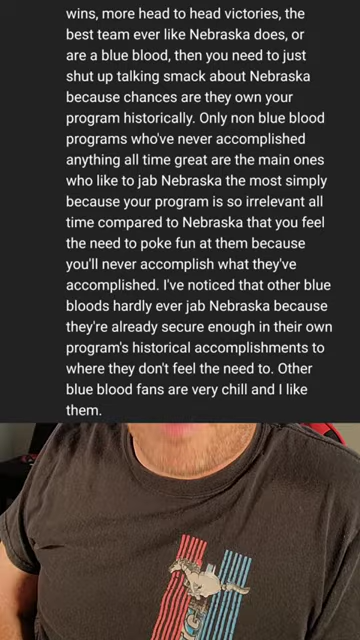 wins, more head to head victories, the
best team ever like Nebraska does, or
are a blue blood, then you need to just
shut up talking smack about Nebraska
because chances are they own your
program historically. Only non blue blood
programs who've never accomplished
anything all time great are the main ones
who like to jab Nebraska the most simply
because your program is so irrelevant all
time compared to Nebraska that you feel
the need to poke fun at them because
you'll never accomplish what they've
accomplished. I've noticed that other blue
bloods hardly ever jab Nebraska because
they're already secure enough in their own
program's historical accomplishments to
where they don't feel the need to. Other
blue blood fans are very chill and I like
them.